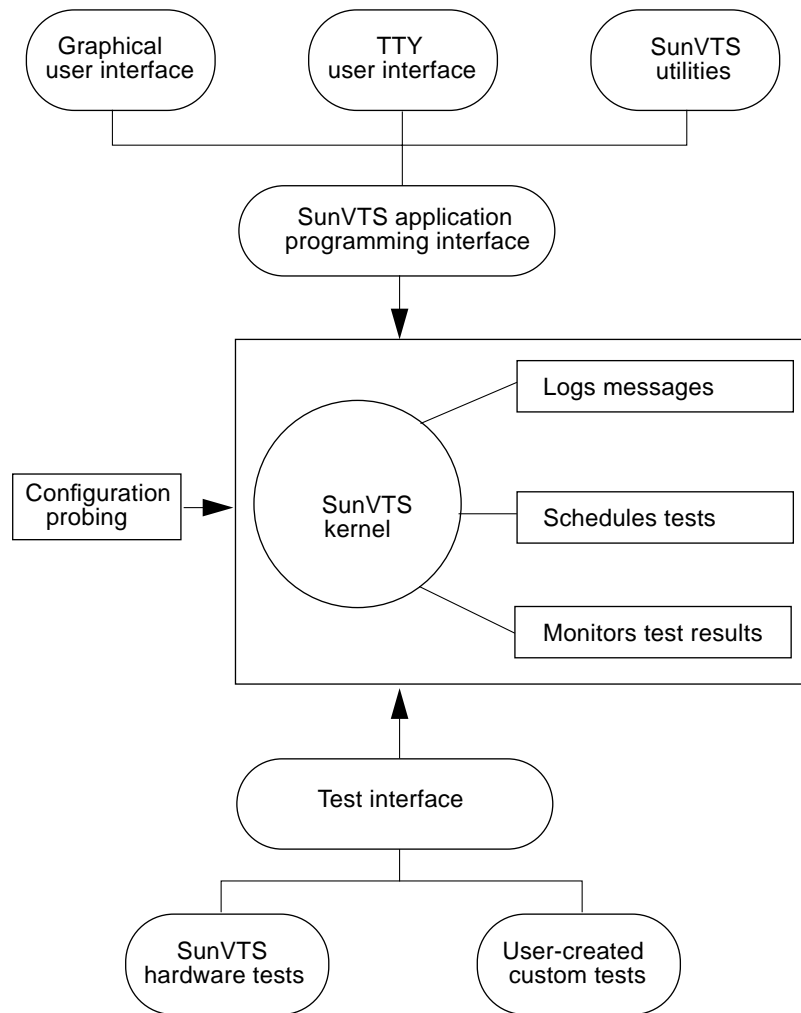 Graphical
user interface
TTY
user interface
SunVTS
utilities
SunVTS application
programming interface
Logs messages
Configuration
probing
SunVTS
kernel
Schedules tests
Monitors test results
Test interface
SunVTS
hardware tests
User-created
custom tests